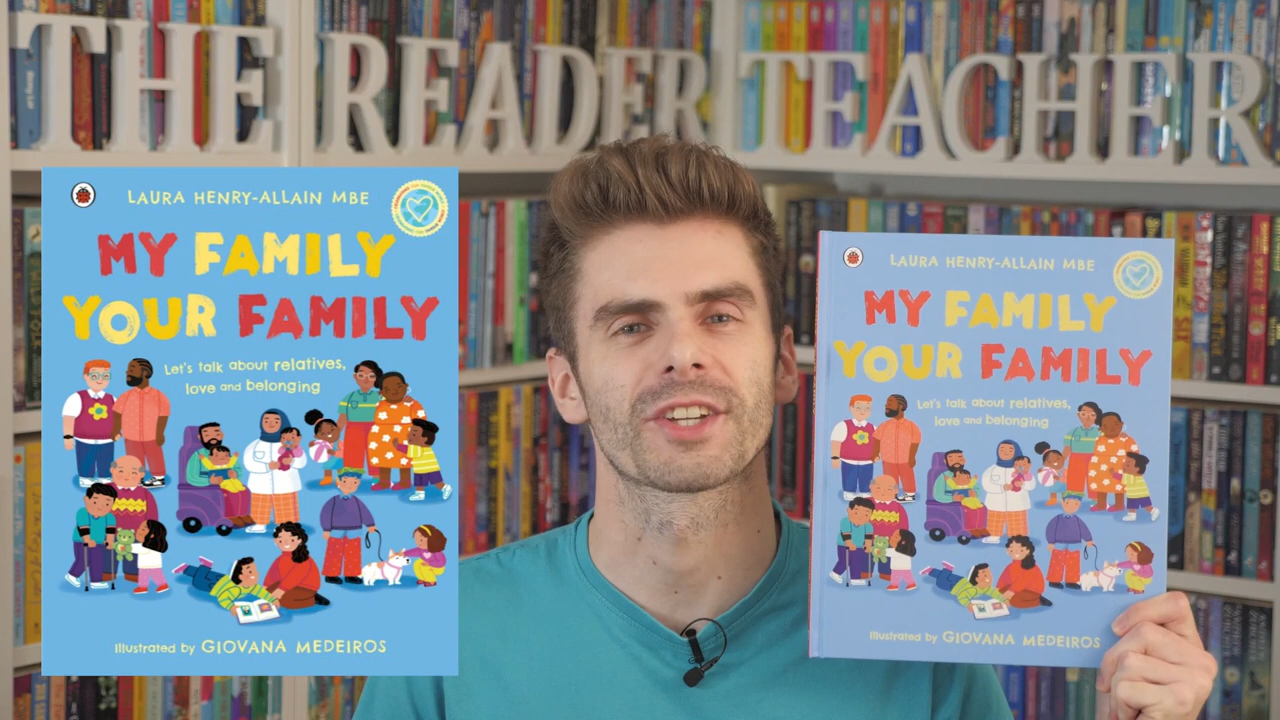 THE READER TEACHER
LAURA HENRY-ALLAIN MBE
MY FAMILY
YOUR FAMILY
Let's talk about relatives,
love and belonging
Illustrated by GIOVANA MEDEIROS
LAURA HENRY-ALLAIN MBE
MY FAMILY
YOUR FAMILY
Let's talk about relatives,
love and belonging
Illustrated by GIOVANA MEDEIROS